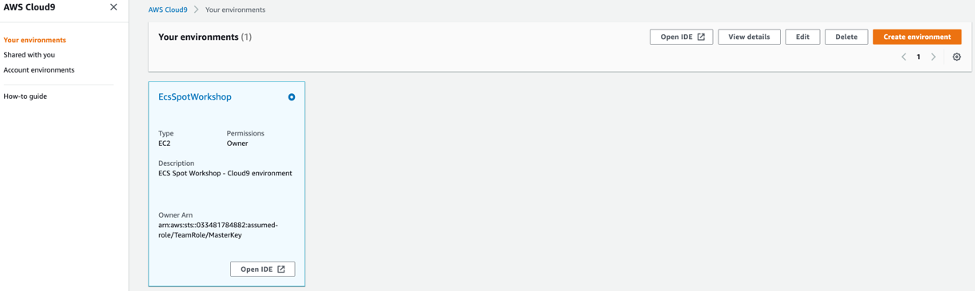 AWS Cloud9
Your environments
Shared with you
Account environments
How-to guide
AWS Cloud9 > Your environments
Your environments (1)
Open IDE
View details
Edit
Delete
Create environment
< 1 >
EcsSpotWorkshop
Type
EC2
Permissions
Owner
Description
ECS Spot Workshop - Cloud9 environment
Owner Arn
arn:aws:sts::033481784882:assumed-
role/TeamRole/MasterKey
Open IDE